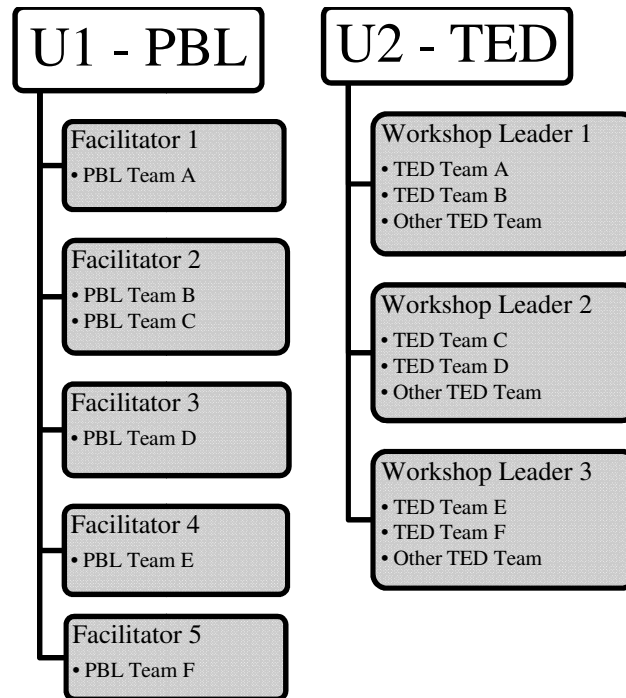 U1 - PBL
Facilitator 1
• PBL Team A
Facilitator 2
• PBL Team B
• PBL Team C
Facilitator 3
• PBL Team D
Facilitator 4
• PBL Team E
Facilitator 5
• PBL Team F
U2 - TED
Workshop Leader 1
• TED Team A
• TED Team B
• Other TED Team
Workshop Leader 2
• TED Team C
• TED Team D
• Other TED Team
Workshop Leader 3
• TED Team E
• TED Team F
• Other TED Team